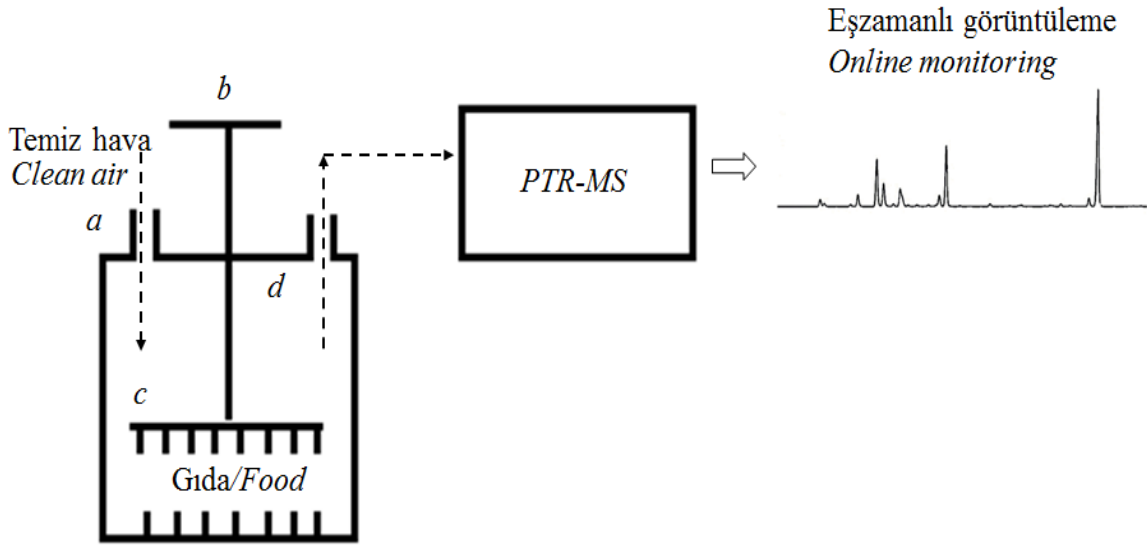 Eşzamanlı görüntüleme
Online monitoring
b
Temiz hava
Clean air
a
PTR-MS
d
c
Gıda/Food